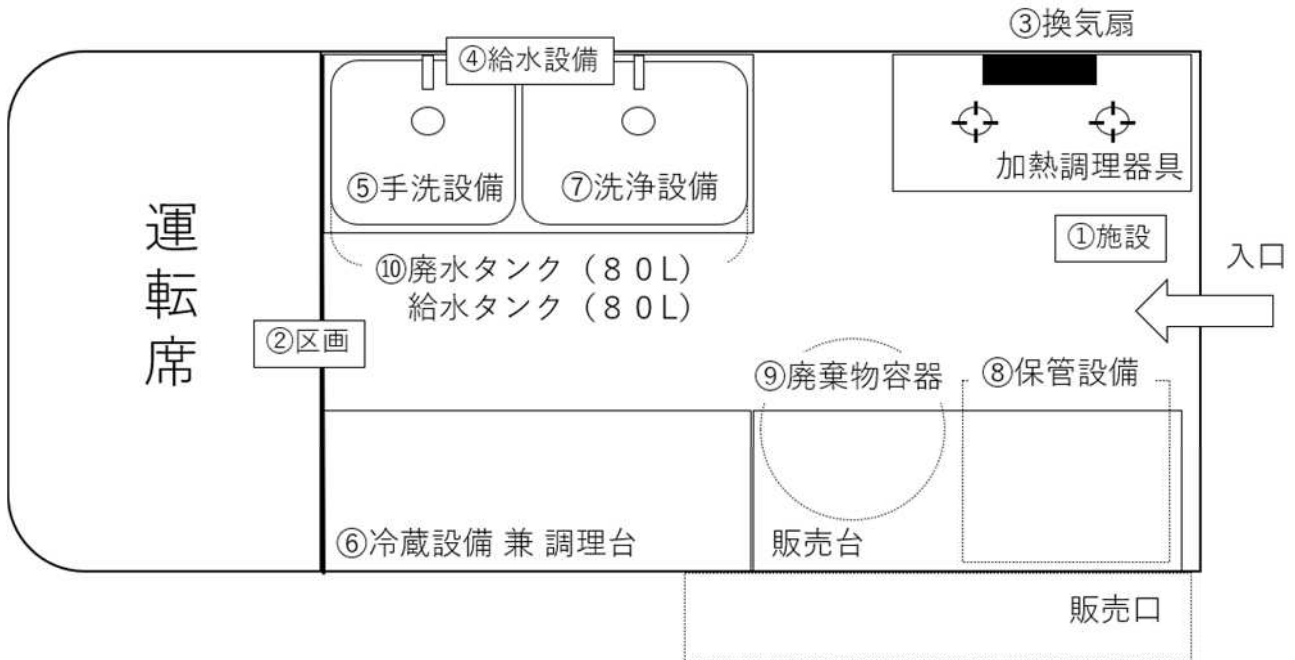 ③換気扇
④給水設備
⑤手洗設備
⑦洗浄設備
加熱調理器具
①施設
入口
⑩廃水タンク（８０L）
給水タンク（８０L）
運転席
②区画
⑨廃棄物容器
⑧保管設備
⑥冷蔵設備 兼 調理台
販売台
販売口